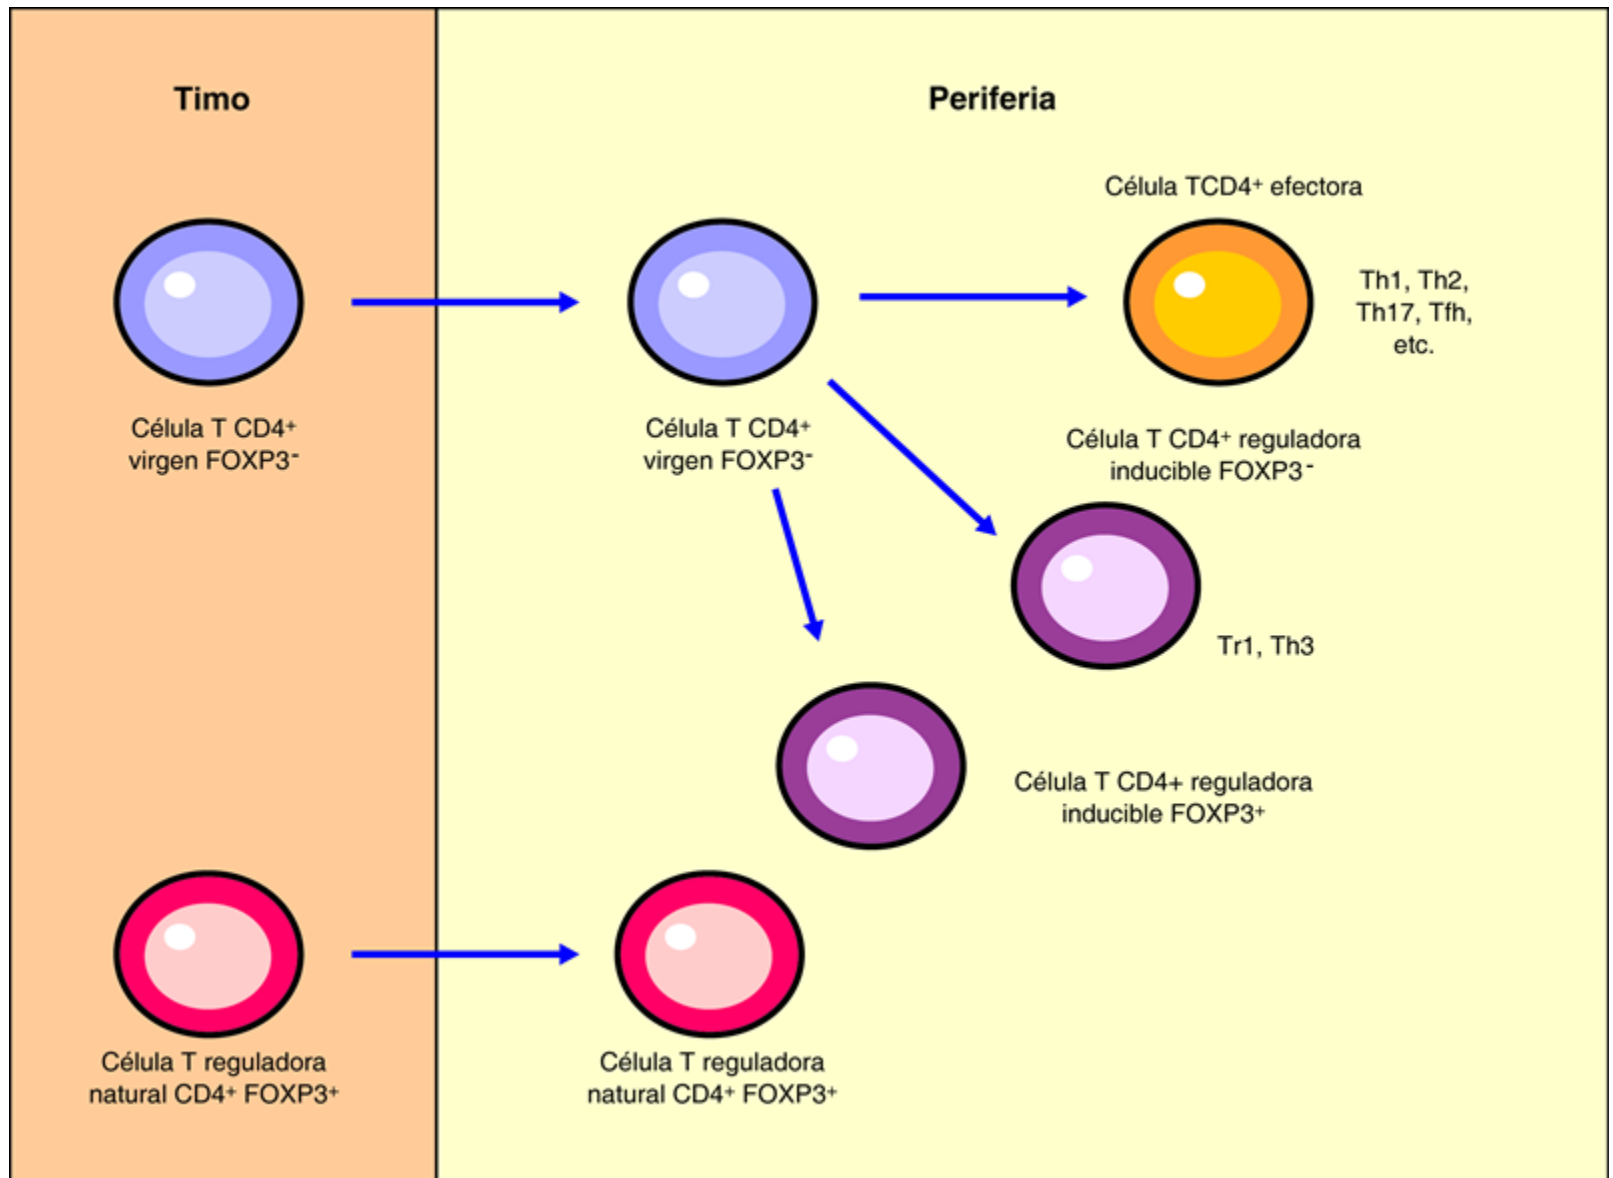 Timo
Periferia
Célula TCD4⁺ efectora
Th1, Th2,
Th17, Tfh,
etc.
Célula T CD4⁺
virgen FOXP3⁻
Célula T CD4⁺
virgen FOXP3⁻
Célula T CD4⁺ reguladora
inducible FOXP3⁻
Tr1, Th3
Célula T CD4+ reguladora
inducible FOXP3⁺
Célula T reguladora
natural CD4⁺ FOXP3⁺
Célula T reguladora
natural CD4⁺ FOXP3⁺